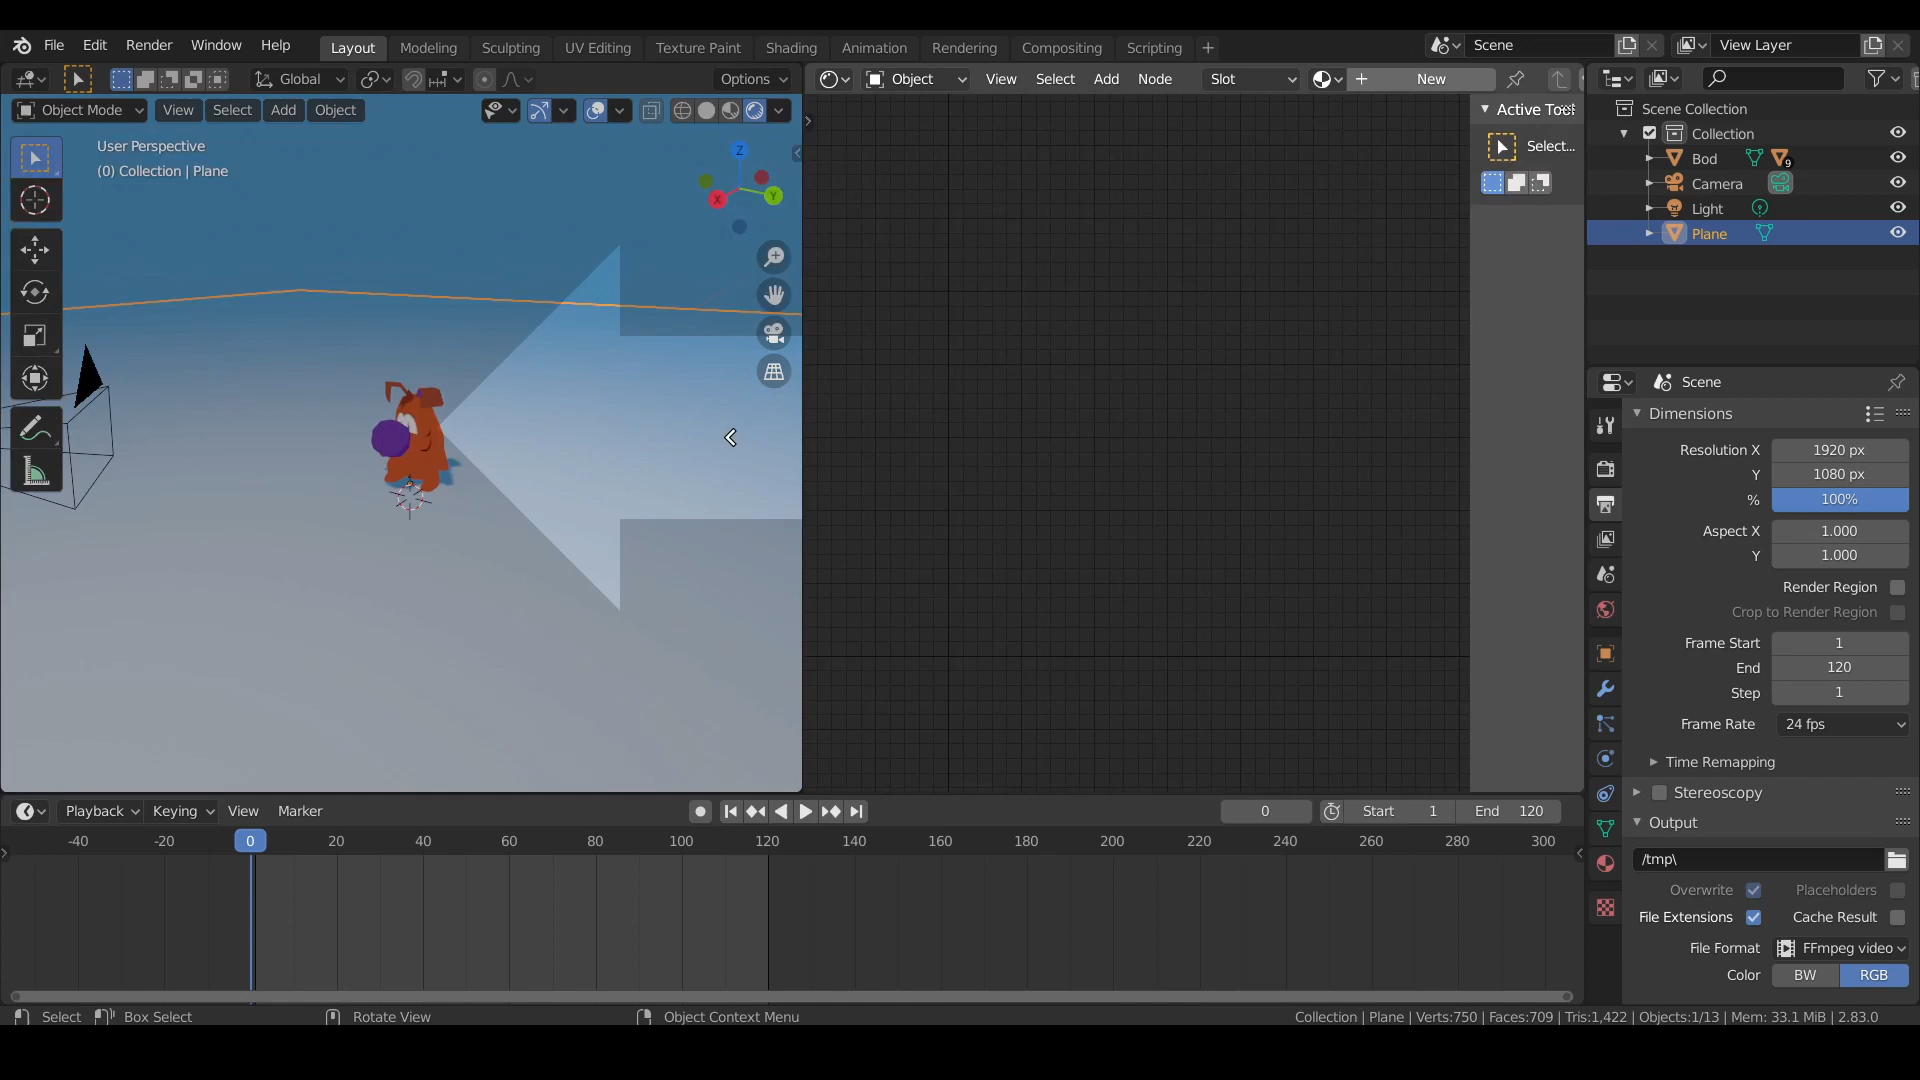 File Edit Render Window Help Layout Modeling Sculpting UV Editing Texture Paint Shading Animation Rendering Compositing Scripting + Scene View Layer
Global Options Object View Select Add Node Slot New
Object Mode View Select Add Object
User Perspective
(0) Collection | Plane
Z
X
Y
Active Tool
Select...
Scene Collection
Collection
Bod 9
Camera
Light
Plane
Scene
Dimensions
Resolution X 1920 px
Y 1080 px
% 100%
Aspect X 1.000
Y 1.000
Render Region
Crop to Render Region
Frame Start 1
End 120
Step 1
Frame Rate 24 fps
Time Remapping
Stereoscopy
Output
/tmp\
Overwrite Placeholders
File Extensions Cache Result
File Format FFmpeg video
Color BW RGB
Playback Keying View Marker 0 Start 1 End 120
-40 -20 0 20 40 60 80 100 120 140 160 180 200 220 240 260 280 300
Select Box Select Rotate View Object Context Menu Collection | Plane | Verts:750 | Faces:709 | Tris:1,422 | Objects:1/13 | Mem: 33.1 MiB | 2.83.0